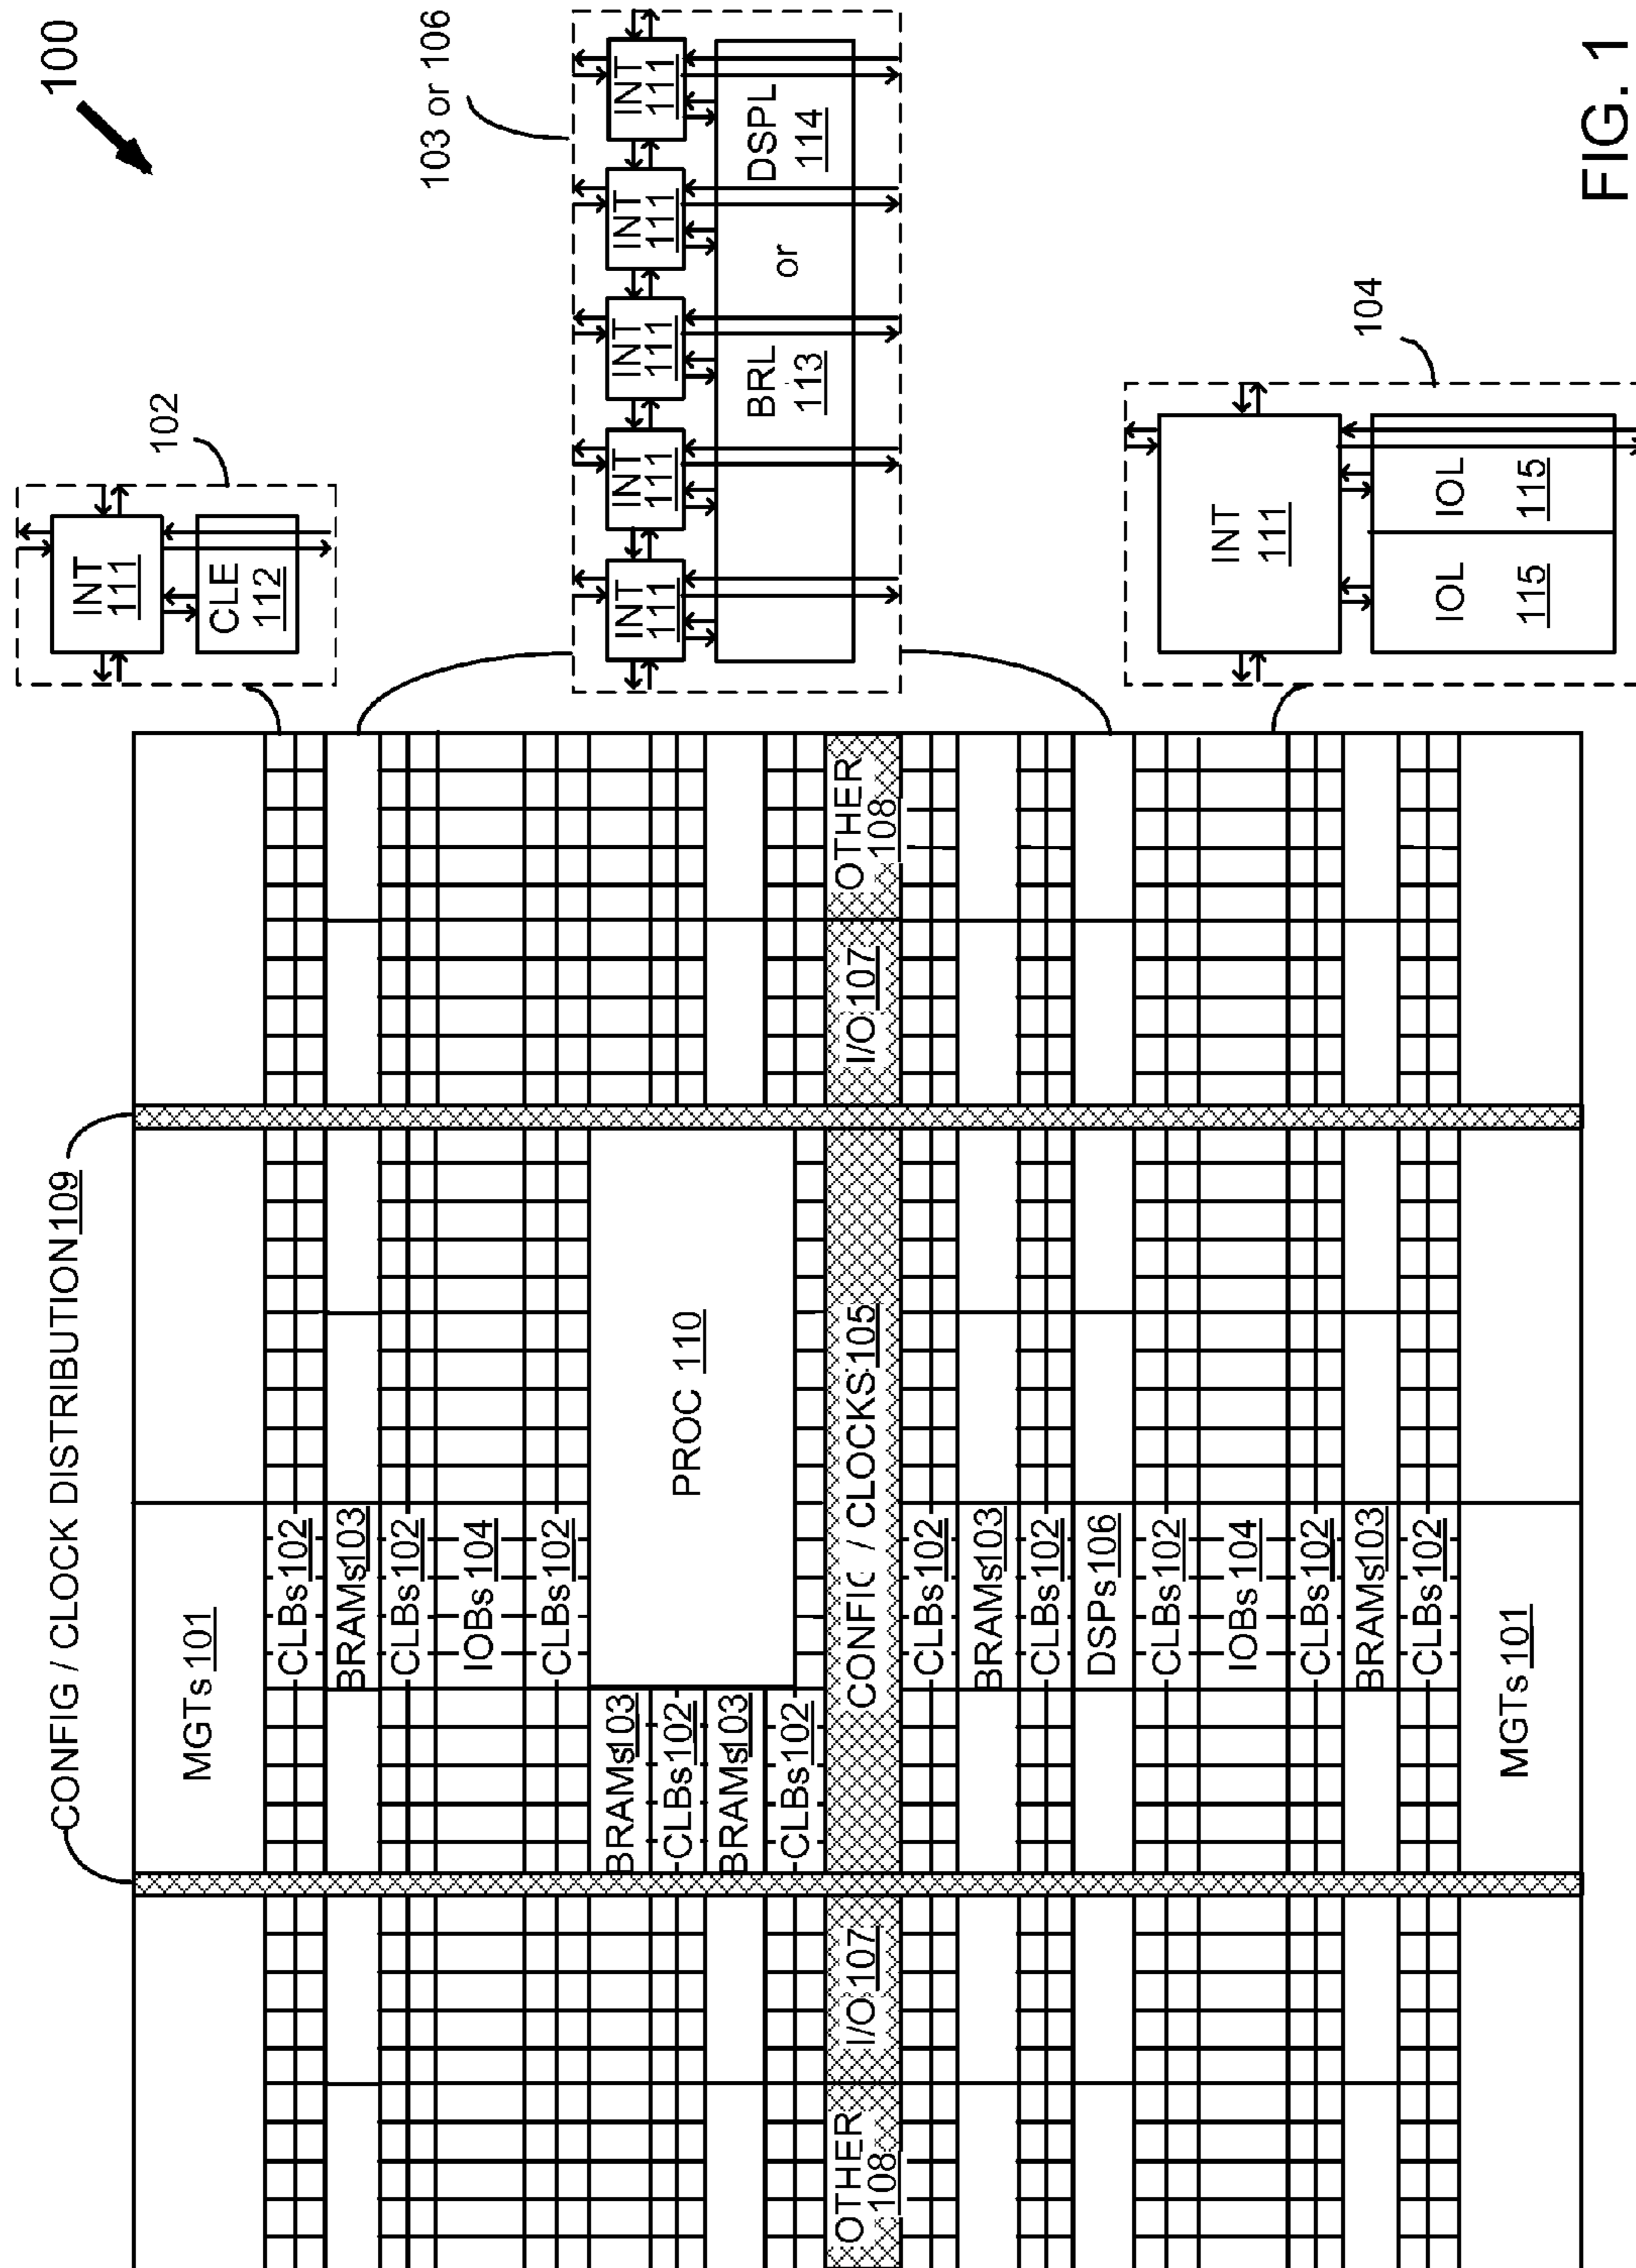 FIG. 1
100
CONFIG / CLOCK DISTRIBUTION 109
MGTs 101
CLBs 102
BRAMs 103
CLBs 102
IOBs 104
CLBs 102
BRAMs 103
CLBs 102
BRAMs 103
CLBs 102
PROC 110
OTHER
108
I/O 107
CONFIG / CLOCKS 105
I/O 107
OTHER
108
CLBs 102
BRAMs 103
CLBs 102
DSPs 106
CLBs 102
IOBs 104
CLBs 102
BRAMs 103
CLBs 102
MGTs 101
102
INT
111
CLE
112
103 or 106
INT
111
INT
111
INT
111
INT
111
INT
111
BRL
113
or
DSPL
114
104
INT
111
IOL
115
IOL
115